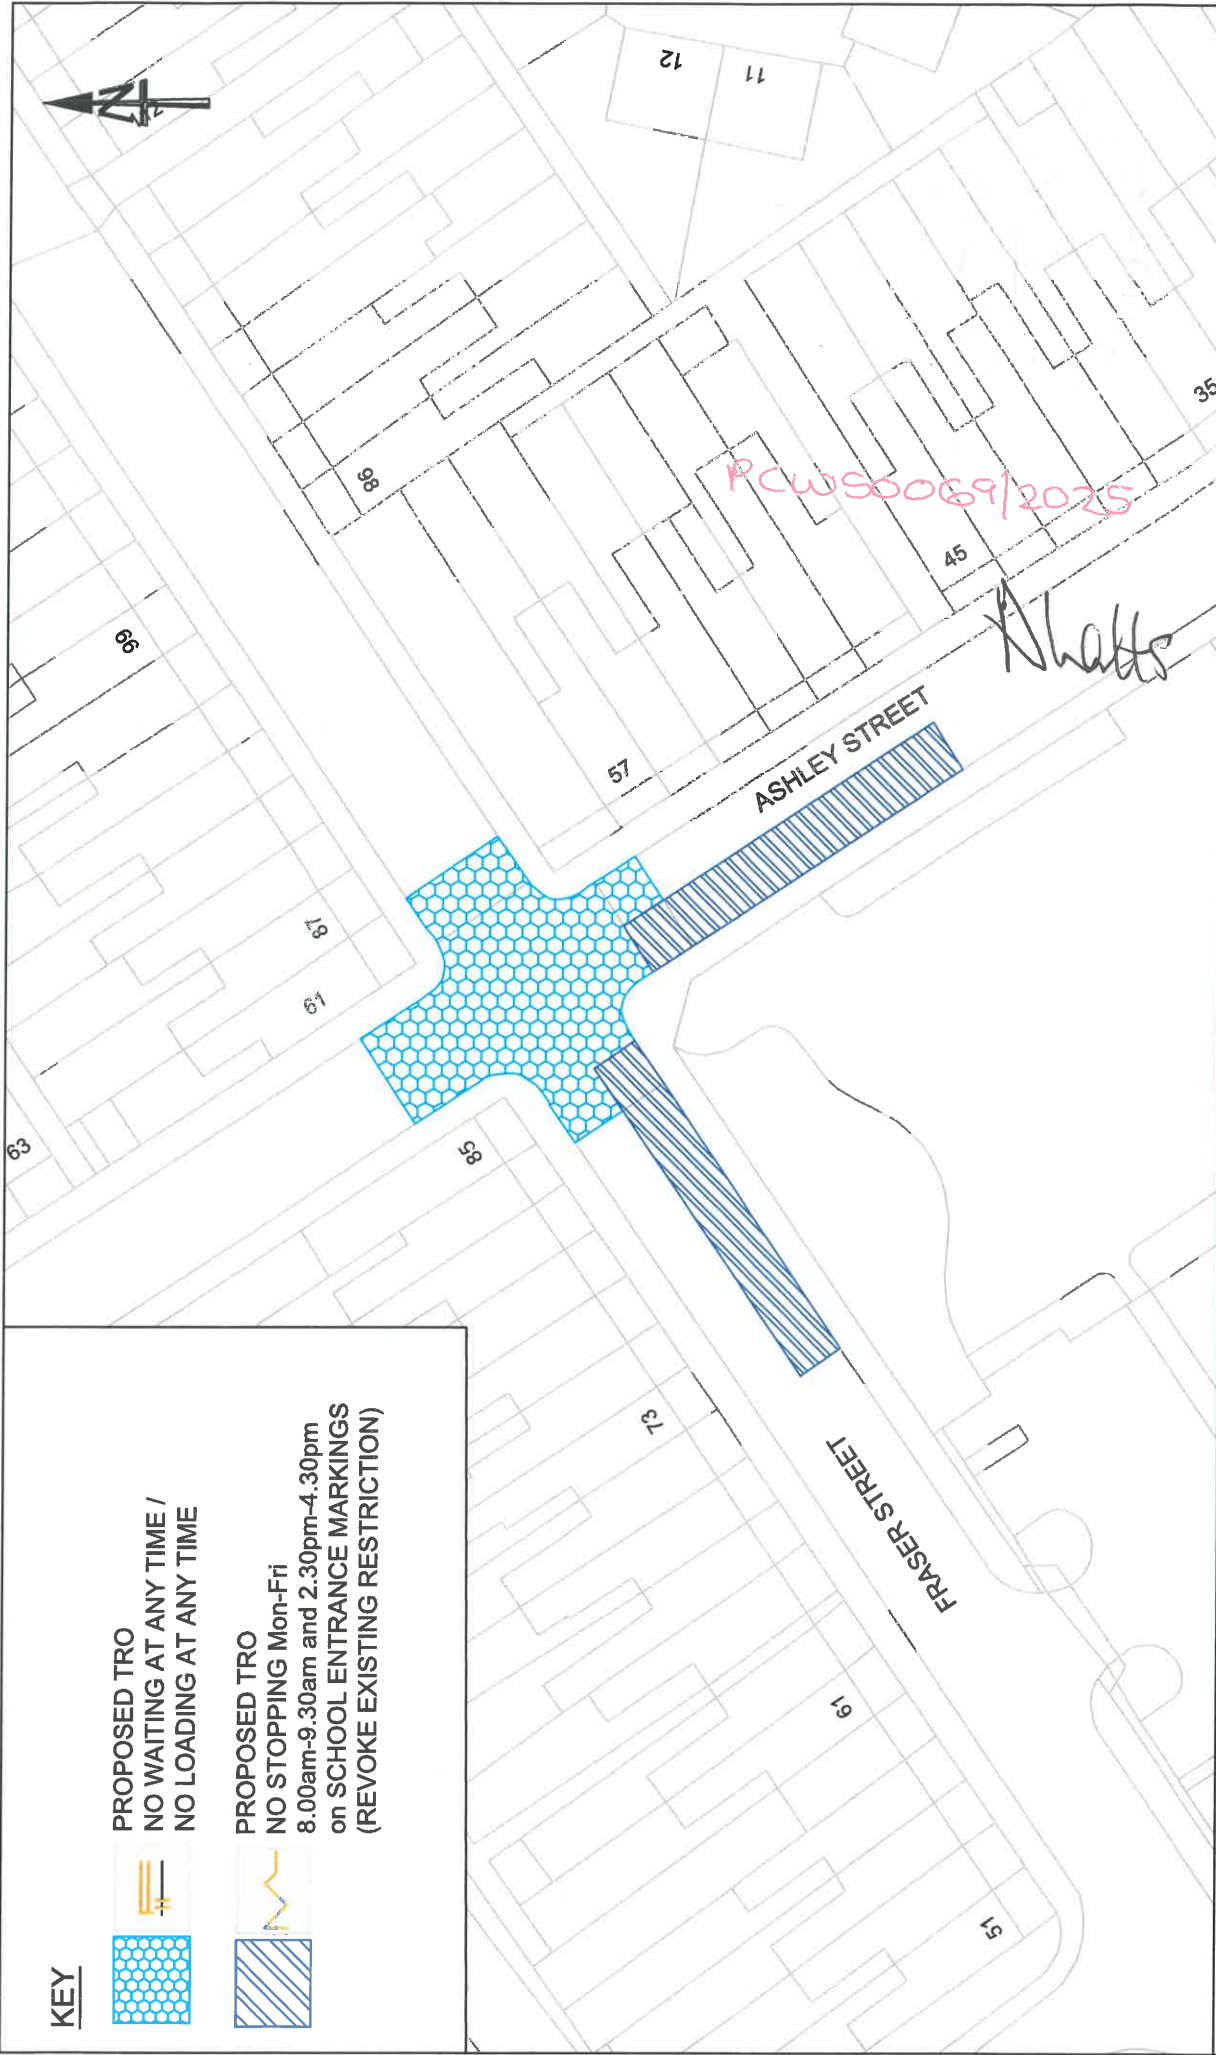 KEY
PROPOSED TRO
NO WAITING AT ANY TIME /
NO LOADING AT ANY TIME
PROPOSED TRO
NO STOPPING Mon-Fri
8.00am-9.30am and 2.30pm-4.30pm
on SCHOOL ENTRANCE MARKINGS
(REVOKE EXISTING RESTRICTION)
N
63
61
87
99
98
12
11
85
73
61
51
57
45
35
ASHLEY STREET
FRASER STREET
PCWS0069/2025